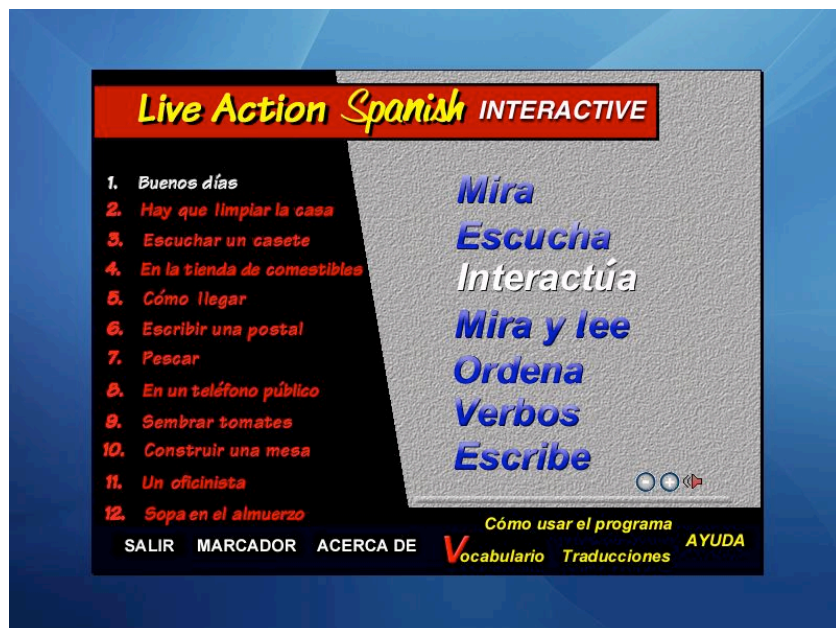 Live Action Spanish INTERACTIVE
1. Buenos días
2. Hay que limpiar la casa
3. Escuchar un casete
4. En la tienda de comestibles
5. Cómo llegar
6. Escribir una postal
7. Pescar
8. En un teléfono público
9. Sembrar tomates
10. Construir una mesa
11. Un oficinista
12. Sopa en el almuerzo
Mira
Escucha
Interactúa
Mira y lee
Ordena
Verbos
Escribe
SALIR MARCADOR ACERCA DE
Cómo usar el programa
Vocabulario Traducciones
AYUDA